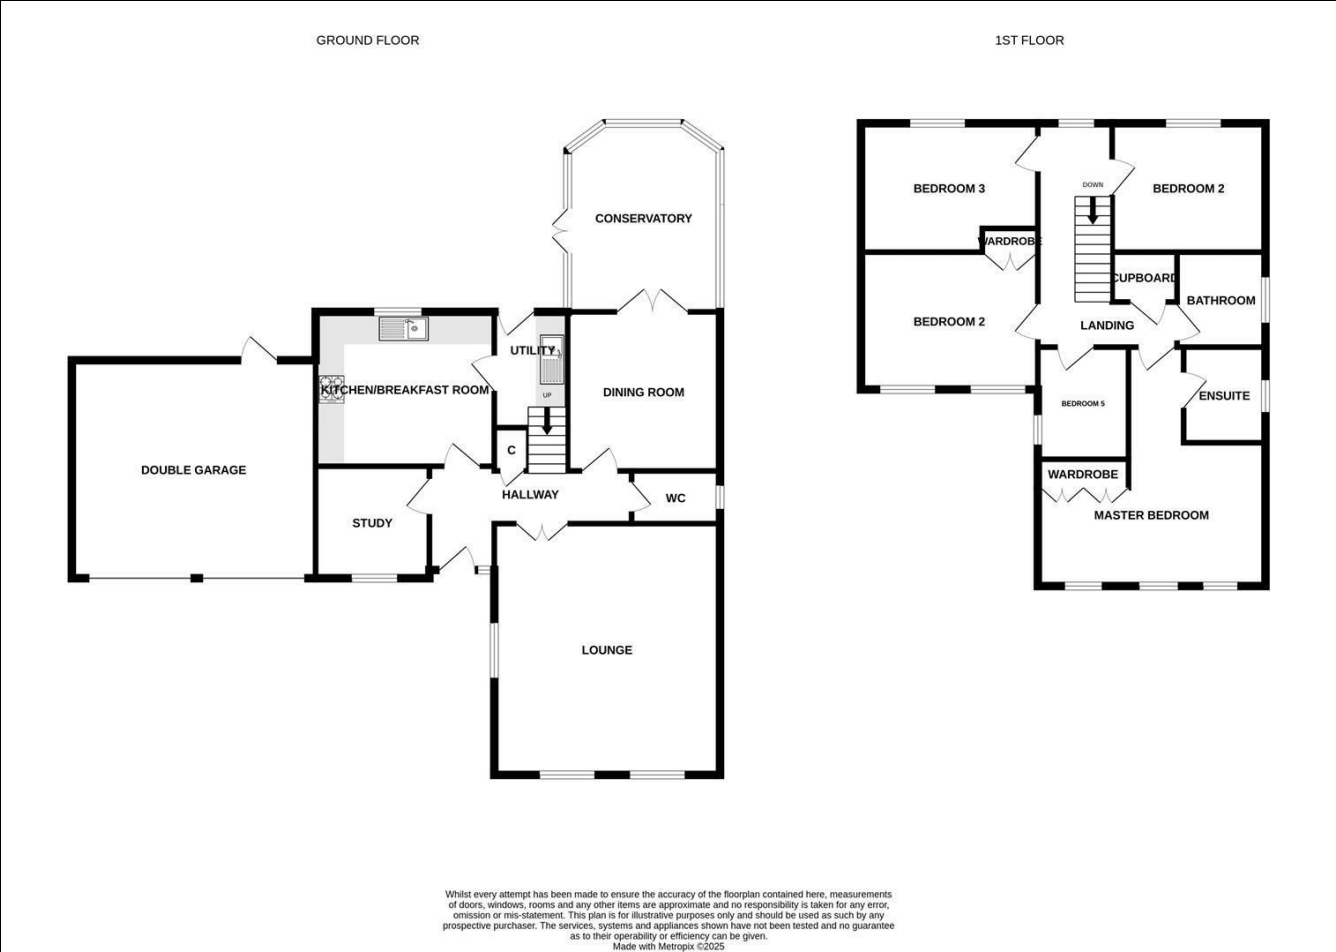 GROUND FLOOR
1ST FLOOR
CONSERVATORY
UTILITY
KITCHEN/BREAKFAST ROOM
UP
DINING ROOM
C
DOUBLE GARAGE
HALLWAY
WC
STUDY
LOUNGE
BEDROOM 3
DOWN
BEDROOM 2
WARDROBE
CUPBOARD
BATHROOM
BEDROOM 2
LANDING
BEDROOM 5
ENSUITE
WARDROBE
MASTER BEDROOM
Whilst every attempt has been made to ensure the accuracy of the floorplan contained here, measurements
of doors, windows, rooms and any other items are approximate and no responsibility is taken for any error,
omission or mis-statement. This plan is for illustrative purposes only and should be used as such by any
prospective purchaser. The services, systems and appliances shown have not been tested and no guarantee
as to their operability or efficiency can be given.
Made with Metropix ©2025